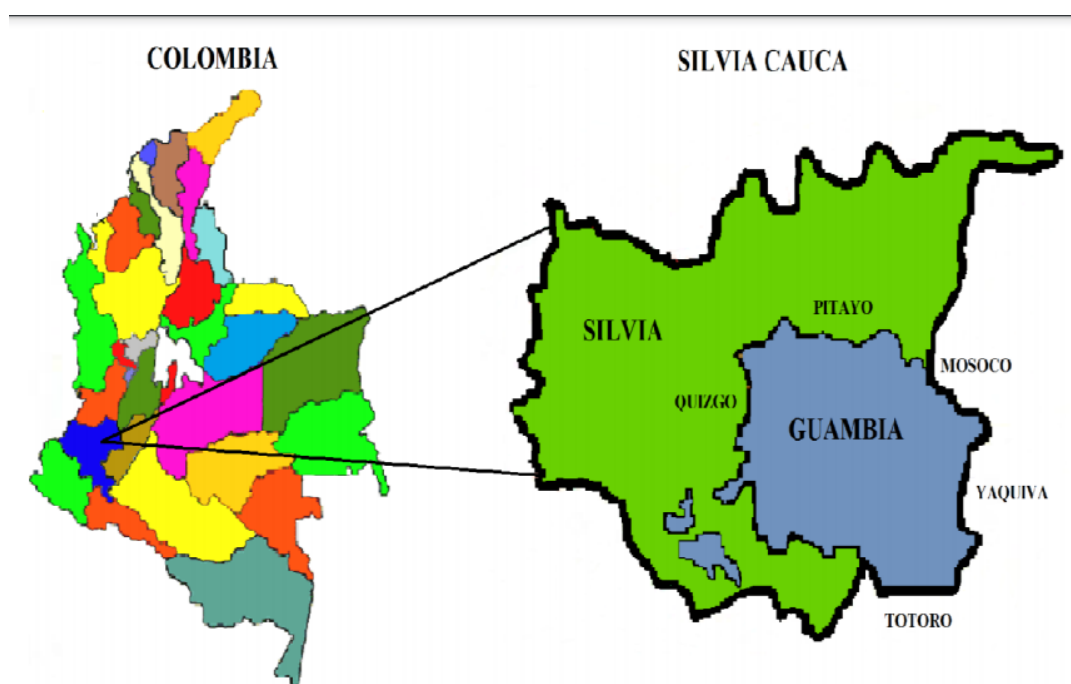 COLOMBIA
SILVIA CAUCA
PITAYO
SILVIA
MOSOCO
QUIZGO
GUAMBIA
YAQUIVA
TOTORO